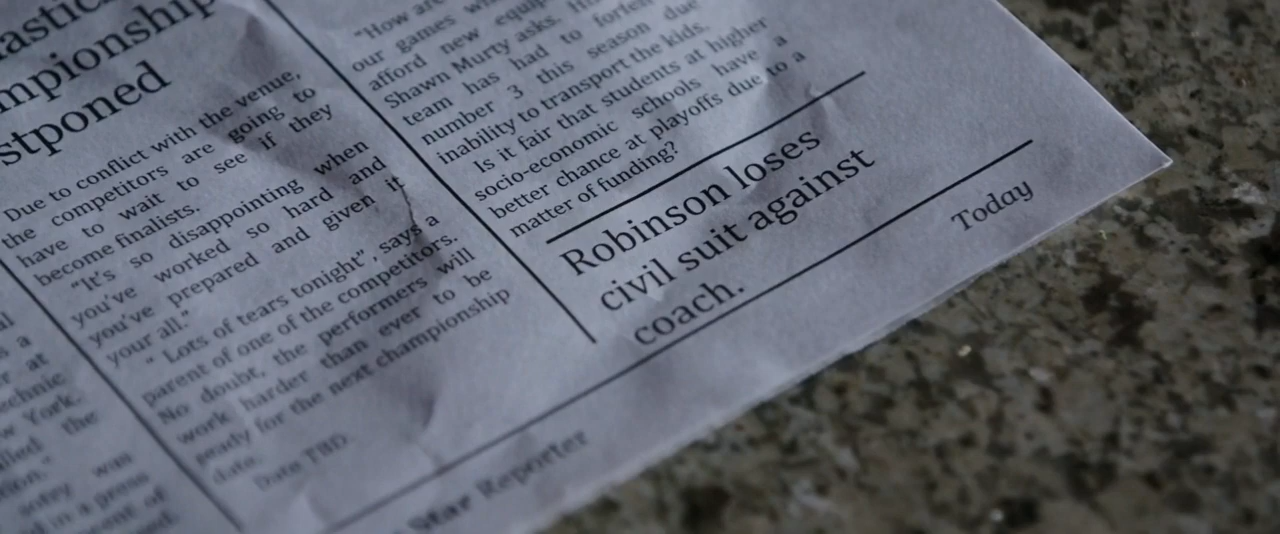 mpionship
stponed
Due to conflict with the venue,
the competitors are going to
have to wait to see if they
become finalists.
"It's so disappointing when
you've worked so hard and
you've prepared and given it
your all."
" Lots of tears tonight", says a
parent of one of the competitors.
No doubt, the performers will
work harder than ever to be
ready for the next championship
date.
Date TBD
"How are
our games
afford new
Shawn Murty asks.
team has had to forfeit
number 3 this season due
inability to transport the kids.
Is it fair that students at higher
socio-economic schools have a
better chance at playoffs due to a
matter of funding?
Robinson loses
civil suit against
coach.
Star Reporter
Today